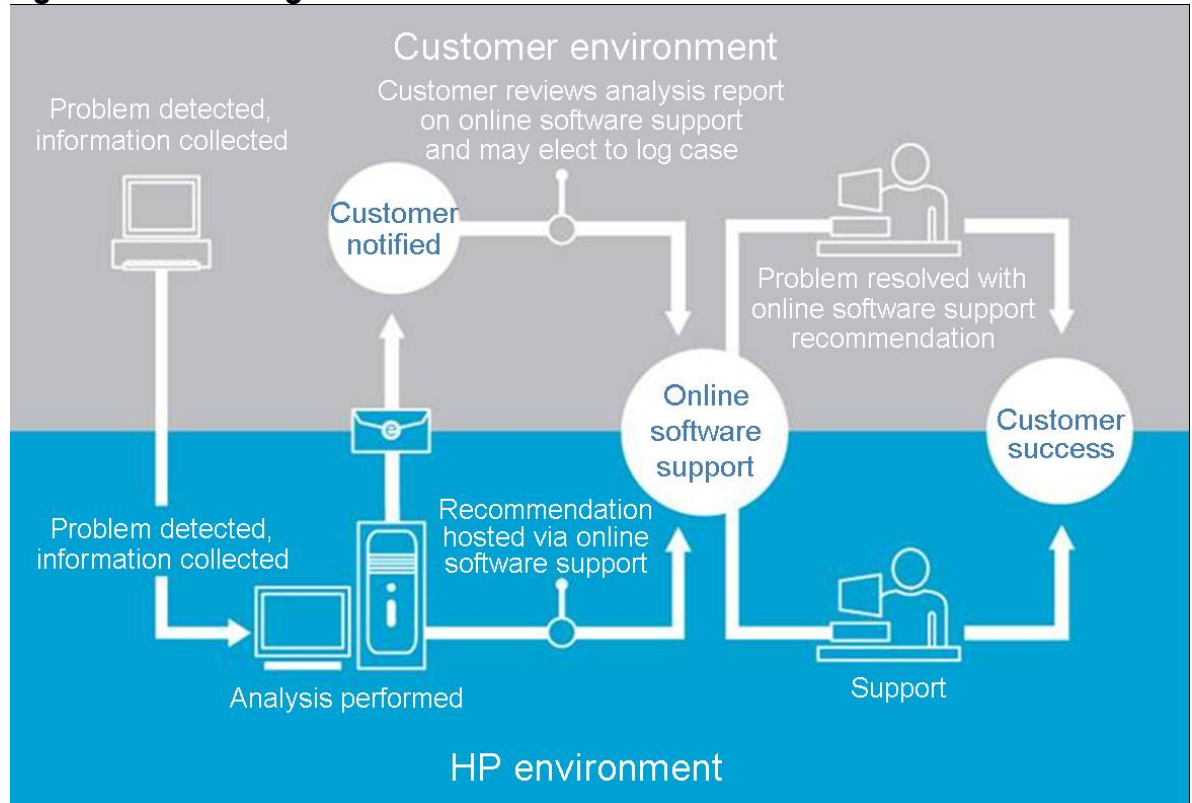 Customer environment
Customer reviews analysis report
on online software support
and may elect to log case
Problem detected,
information collected
Customer
notified
Problem resolved with
online software support
recommendation
Online
software
support
Customer
success
e
Problem detected,
information collected
Recommendation
hosted via online
software support
Analysis performed
Support
HP environment